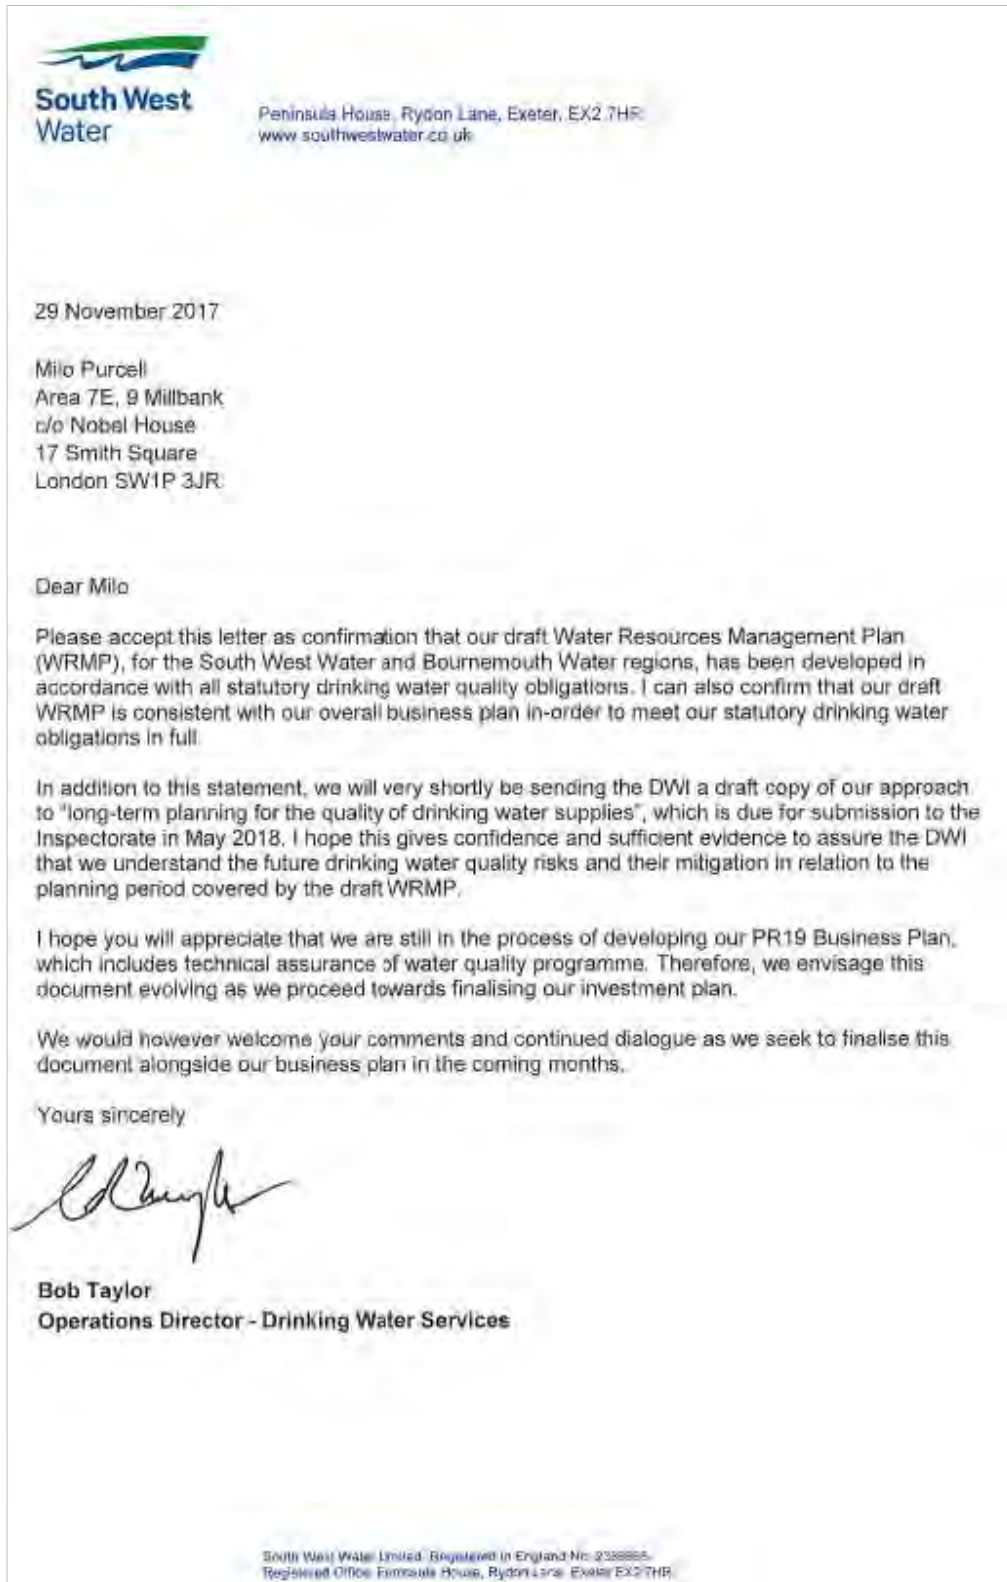 South West
Water
Peninsula House, Rydon Lane, Exeter, EX2 7HR
www.southwestwater.co.uk
29 November 2017
Milo Purcell
Area 7E, 9 Millbank
c/o Nobel House
17 Smith Square
London SW1P 3JR
Dear Milo
Please accept this letter as confirmation that our draft Water Resources Management Plan
(WRMP), for the South West Water and Bournemouth Water regions, has been developed in
accordance with all statutory drinking water quality obligations. I can also confirm that our draft
WRMP is consistent with our overall business plan in-order to meet our statutory drinking water
obligations in full.
In addition to this statement, we will very shortly be sending the DWI a draft copy of our approach
to "long-term planning for the quality of drinking water supplies", which is due for submission to the
Inspectorate in May 2018. I hope this gives confidence and sufficient evidence to assure the DWI
that we understand the future drinking water quality risks and their mitigation in relation to the
planning period covered by the draft WRMP.
I hope you will appreciate that we are still in the process of developing our PR19 Business Plan,
which includes technical assurance of water quality programme. Therefore, we envisage this
document evolving as we proceed towards finalising our investment plan.
We would however welcome your comments and continued dialogue as we seek to finalise this
document alongside our business plan in the coming months.
Yours sincerely
Bob Taylor
Operations Director - Drinking Water Services
South West Water Limited. Registered in England No.
Registered Office: Peninsula House, Rydon Lane, Exeter EX2 7HR